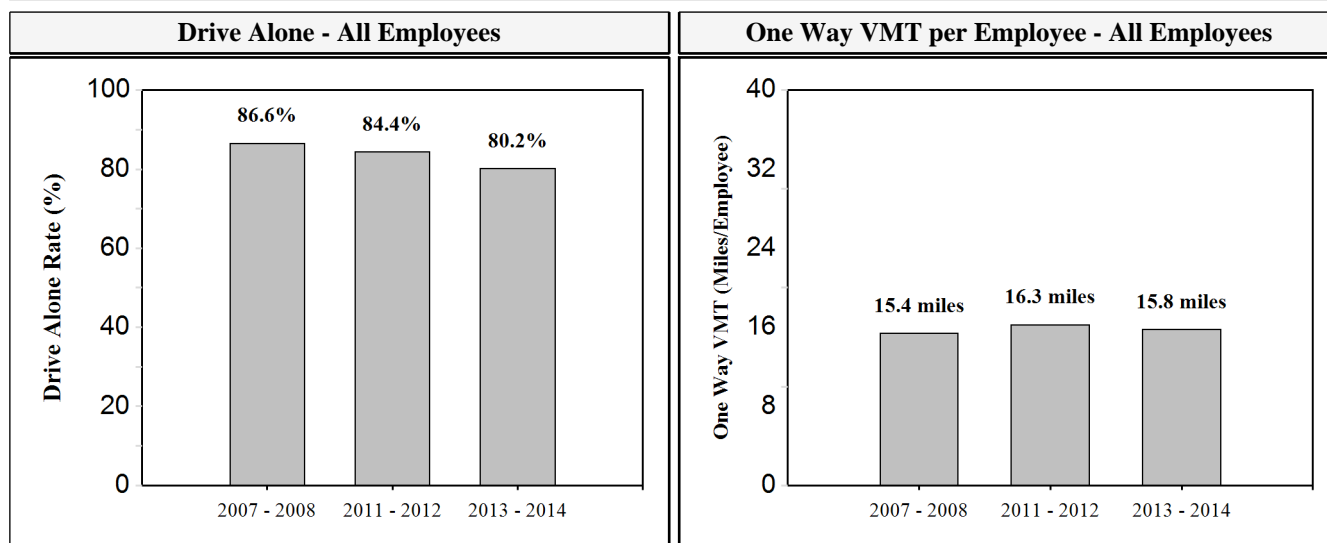 Drive Alone - All Employees
100
80
60
40
20
0
Drive Alone Rate (%)
86.6%
84.4%
80.2%
2007 - 2008
2011 - 2012
2013 - 2014
One Way VMT per Employee - All Employees
40
32
24
16
8
0
One Way VMT (Miles/Employee)
15.4 miles
16.3 miles
15.8 miles
2007 - 2008
2011 - 2012
2013 - 2014